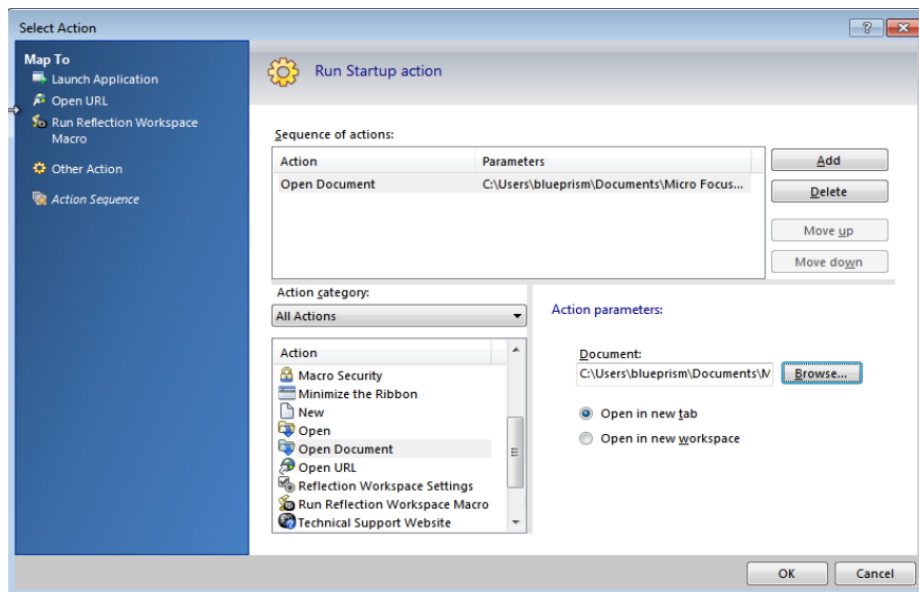 Select Action
Map To
Launch Application
Open URL
Run Reflection Workspace
Macro
Other Action
Action Sequence
Run Startup action
Sequence of actions:
Action Parameters
Open Document C:\Users\blueprism\Documents\Micro Focus...
Add
Delete
Move up
Move down
Action category:
All Actions
Action
Macro Security
Minimize the Ribbon
New
Open
Open Document
Open URL
Reflection Workspace Settings
Run Reflection Workspace Macro
Technical Support Website
Action parameters:
Document:
C:\Users\blueprism\Documents\M Browse...
Open in new tab
Open in new workspace
OK Cancel